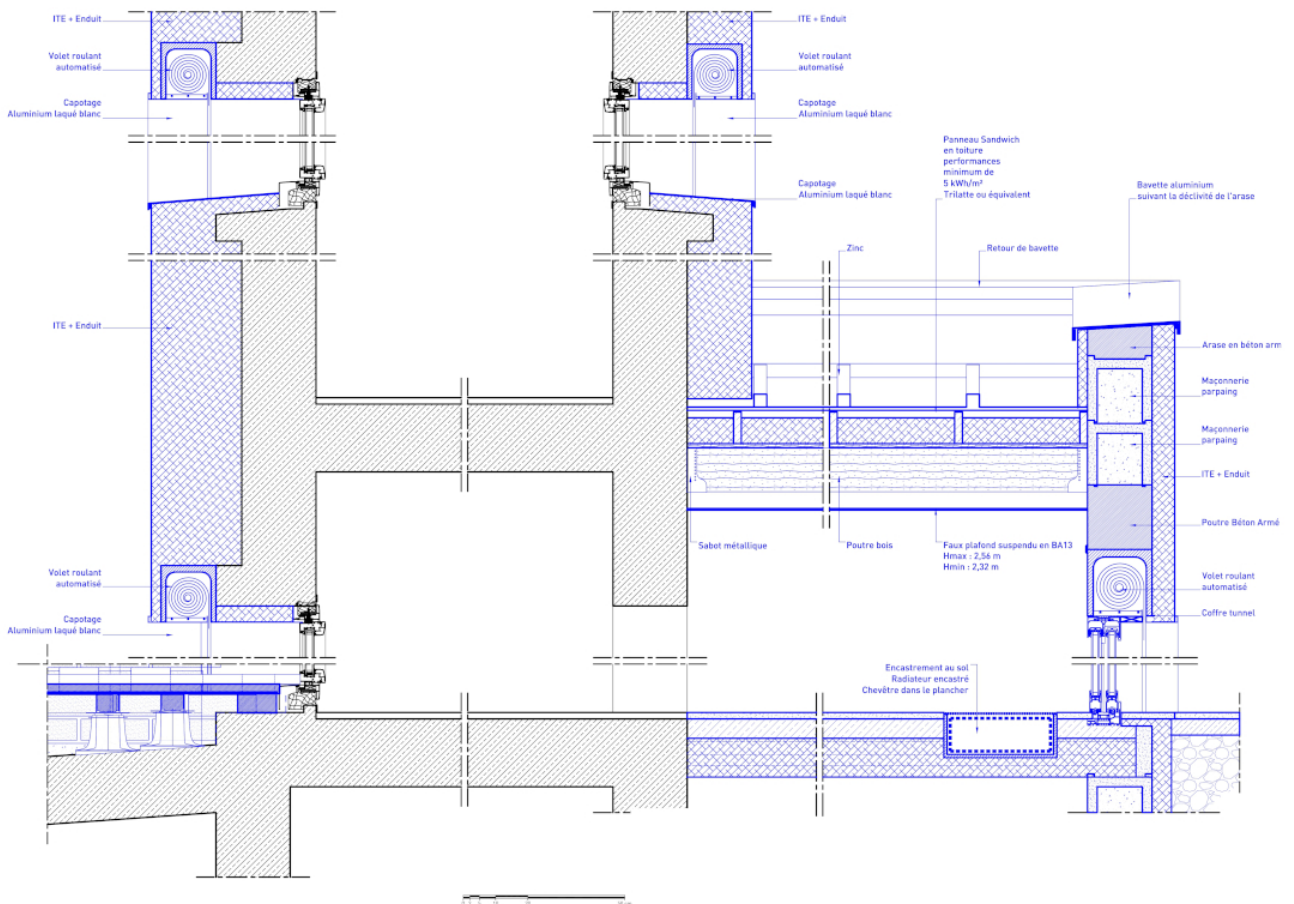 ITE + Enduit
Volet roulant
automatisé
Capotage
Aluminium laqué blanc
ITE + Enduit
Volet roulant
automatisé
Capotage
Aluminium laqué blanc
ITE + Enduit
Volet roulant
automatisé
Capotage
Aluminium laqué blanc
Capotage
Aluminium laqué blanc
Panneau Sandwich
en toiture
performances
minimum de
5 kWh/m²
Trilatte ou équivalent
Bavette aluminium
suivant la déclivité de l'arase
Zinc
Retour de bavette
Arase en béton arm
Maçonnerie
parpaing
Maçonnerie
parpaing
ITE + Enduit
Poutre Béton Armé
Volet roulant
automatisé
Coffre tunnel
Sabot métallique
Poutre bois
Faux plafond suspendu en BA13
Hmax : 2,56 m
Hmin : 2,32 m
Encastrement au sol
Radiateur encastré
Chevêtre dans le plancher